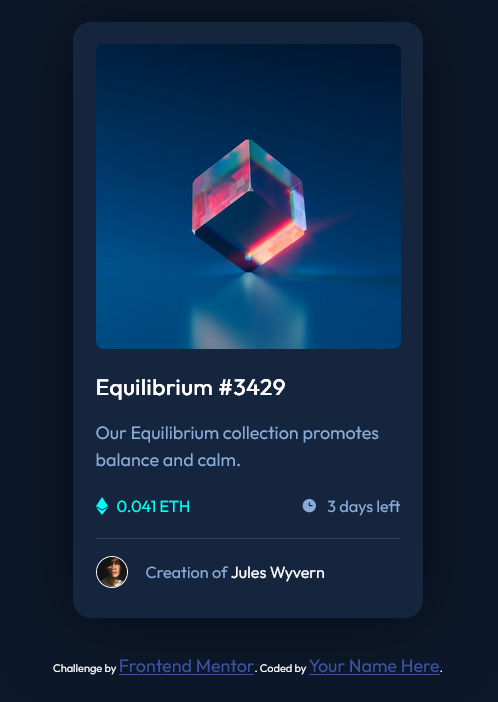 Equilibrium #3429
Our Equilibrium collection promotes
balance and calm.
0.041 ETH 3 days left
Creation of Jules Wyvern
Challenge by Frontend Mentor. Coded by Your Name Here.